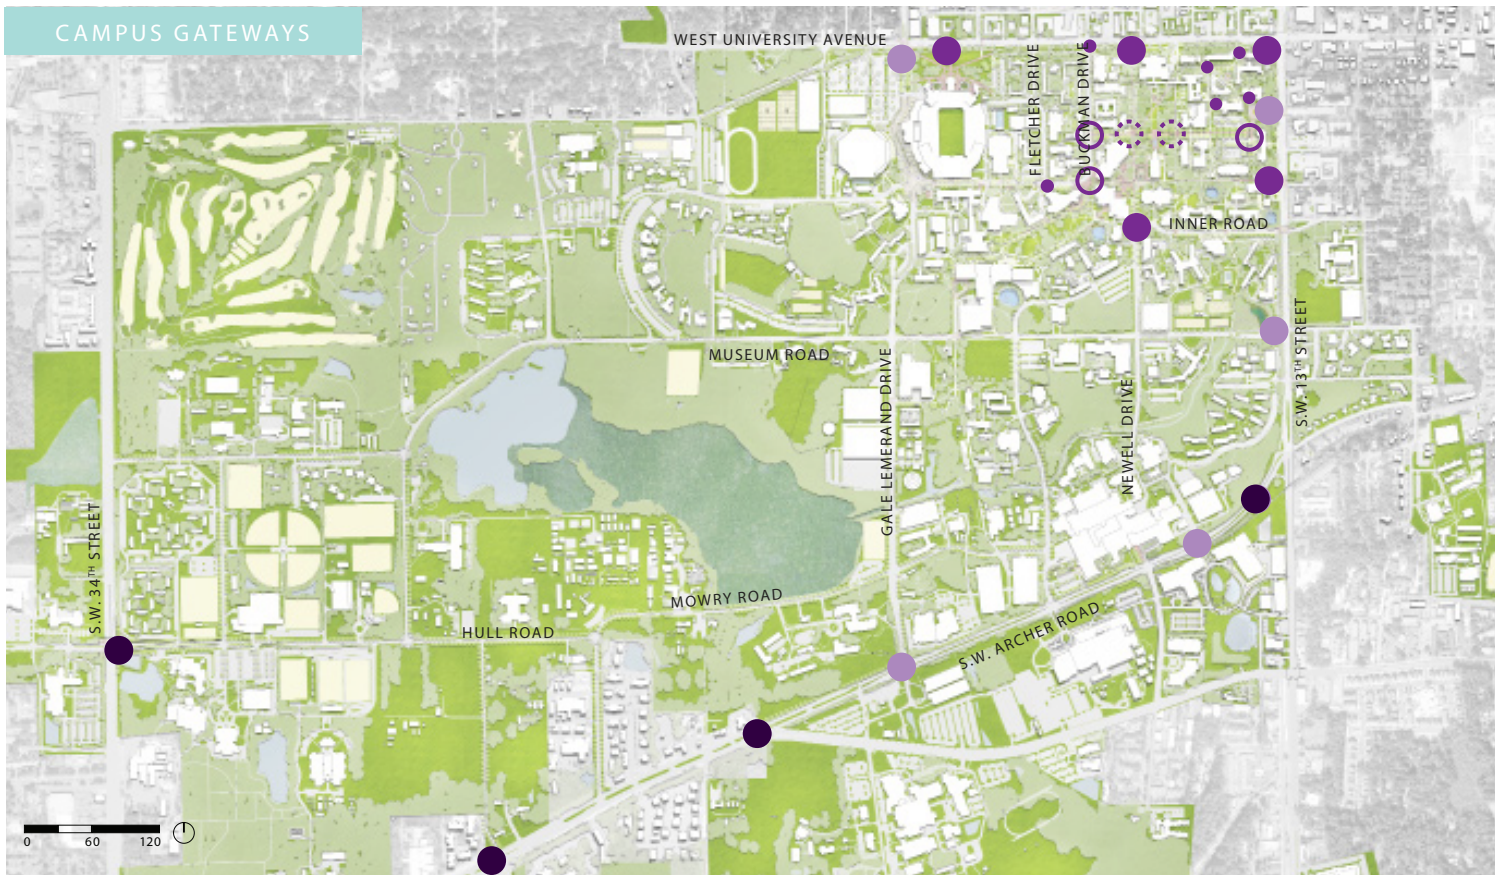 CAMPUS GATEWAYS
WEST UNIVERSITY AVENUE
FLETCHER DRIVE
BUCKMAN DRIVE
INNER ROAD
S.W. 13TH STREET
MUSEUM ROAD
GALE LEMERAND DRIVE
NEWELL DRIVE
S.W. 34TH STREET
MOWRY ROAD
HULL ROAD
S.W. ARCHER ROAD
0 60 120